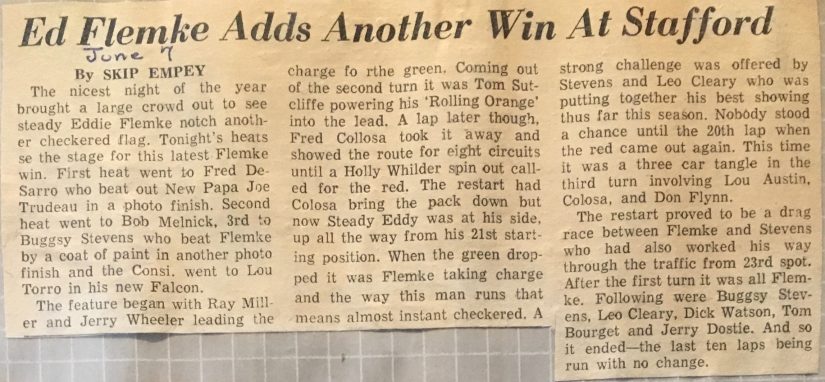 Ed Flemke Adds Another Win At Stafford
June 7
By SKIP EMPEY
The nicest night of the year
brought a large crowd out to see
steady Eddie Flemke notch anoth-
er checkered flag. Tonight's heats
se the stage for this latest Flemke
win. First heat went to Fred De-
Sarro who beat out New Papa Joe
Trudeau in a photo finish. Second
heat went to Bob Melnick, 3rd to
Buggsy Stevens who beat Flemke
by a coat of paint in another photo
finish and the Consi. went to Lou
Torro in his new Falcon.
The feature began with Ray Mill-
er and Jerry Wheeler leading the
charge fo rthe green. Coming out
of the second turn it was Tom Sut-
cliffe powering his 'Rolling Orange'
into the lead. A lap later though,
Fred Collosa took it away and
showed the route for eight circuits
until a Holly Whilder spin out call-
ed for the red. The restart had
Colosa bring the pack down but
now Steady Eddy was at his side,
up all the way from his 21st start-
ing position. When the green drop-
ped it was Flemke taking charge
and the way this man runs that
means almost instant checkered. A
strong challenge was offered by
Stevens and Leo Cleary who was
putting together his best showing
thus far this season. Nobody stood
a chance until the 20th lap when
the red came out again. This time
it was a three car tangle in the
third turn involving Lou Austin,
Colosa, and Don Flynn.
The restart proved to be a drag
race between Flemke and Stevens
who had also worked his way
through the traffic from 23rd spot.
After the first turn it was all Flem-
ke. Following were Buggsy Stev-
ens, Leo Cleary, Dick Watson, Tom
Bourget and Jerry Dostie. And so
it ended—the last ten laps being
run with no change.